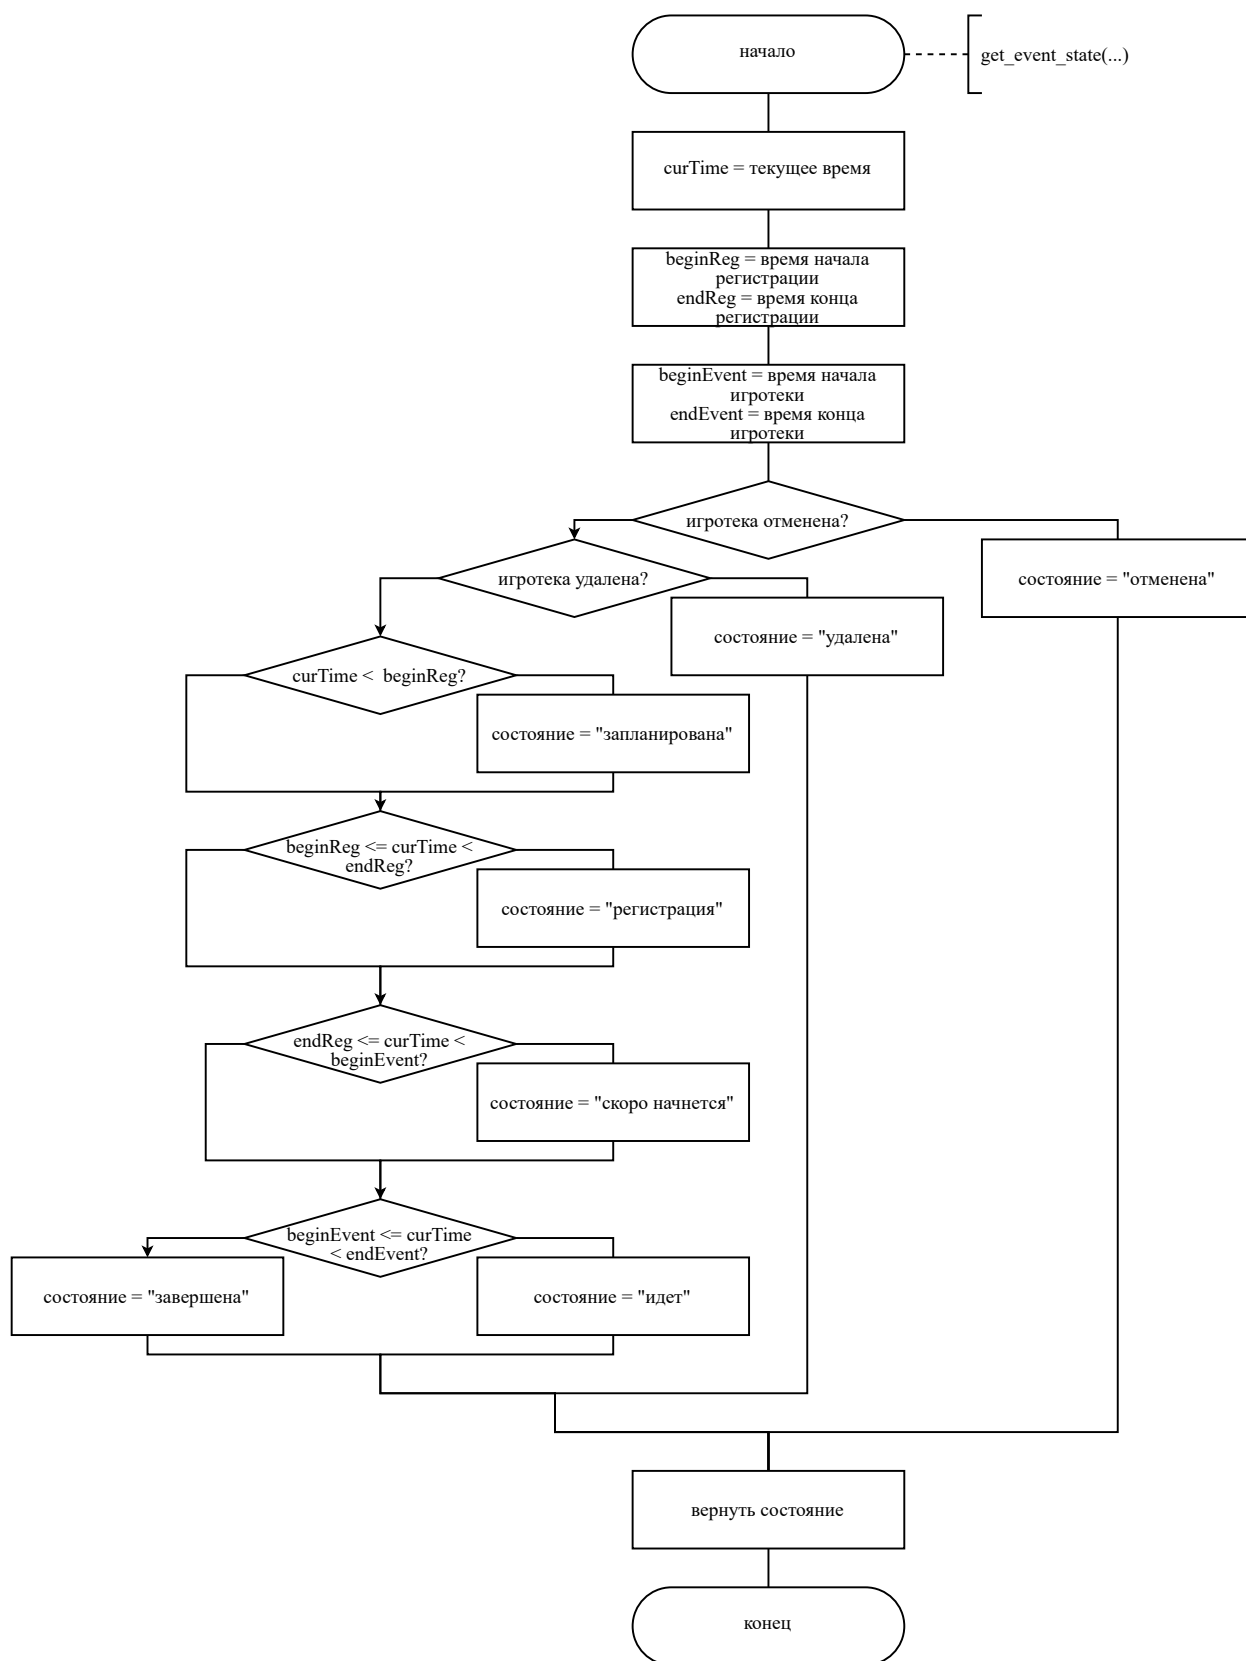 начало
get_event_state(...)
curTime = текущее время
beginReg = время начала
регистрации
endReg = время конца
регистрации
beginEvent = время начала
игротеки
endEvent = время конца
игротеки
игротека отменена?
игротека удалена?
состояние = "отменена"
состояние = "удалена"
curTime <  beginReg?
состояние = "запланирована"
beginReg <= curTime <
endReg?
состояние = "регистрация"
endReg <= curTime <
beginEvent?
состояние = "скоро начнется"
beginEvent <= curTime
< endEvent?
состояние = "завершена"
состояние = "идет"
вернуть состояние
конец